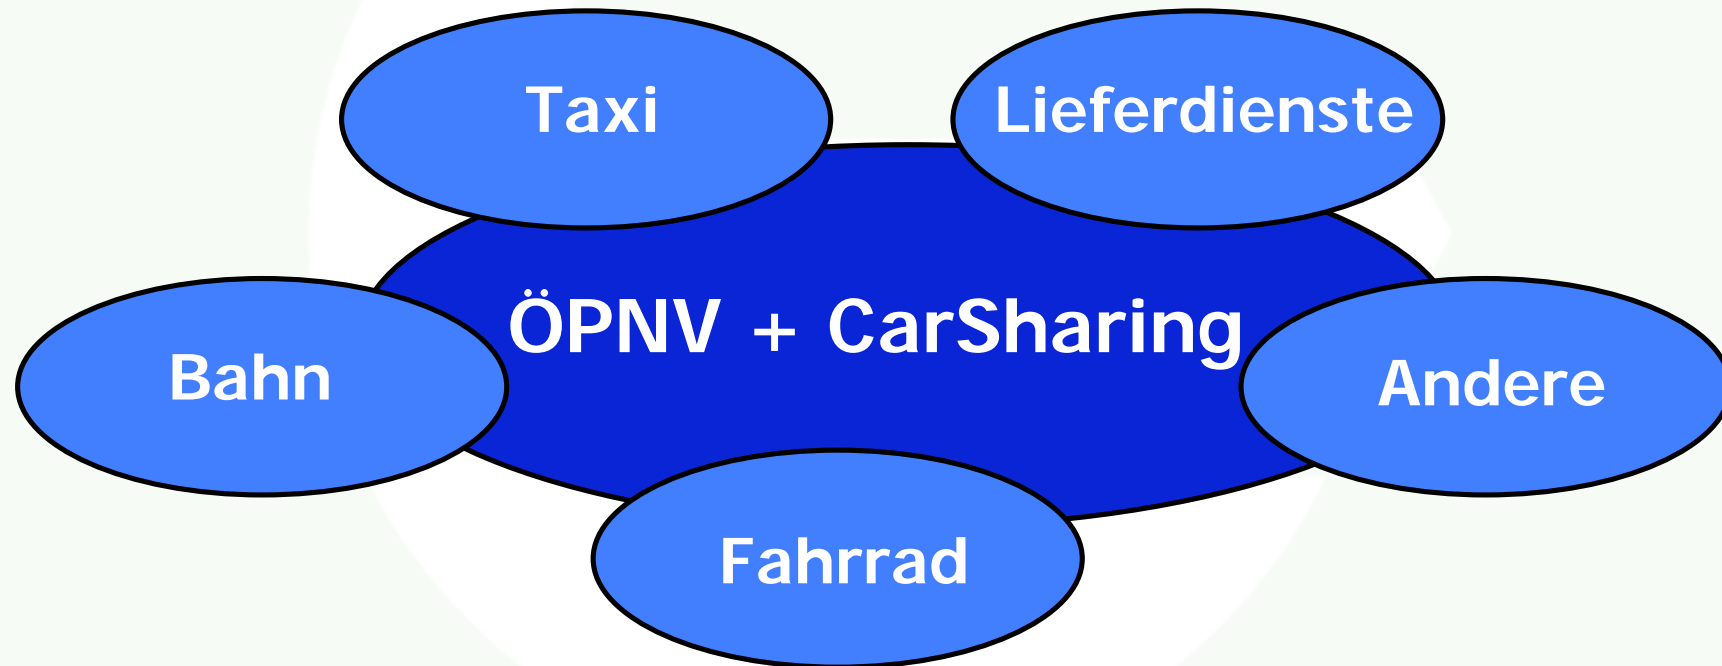 Taxi
Lieferdienste
ÖPNV + CarSharing
Bahn
Andere
Fahrrad